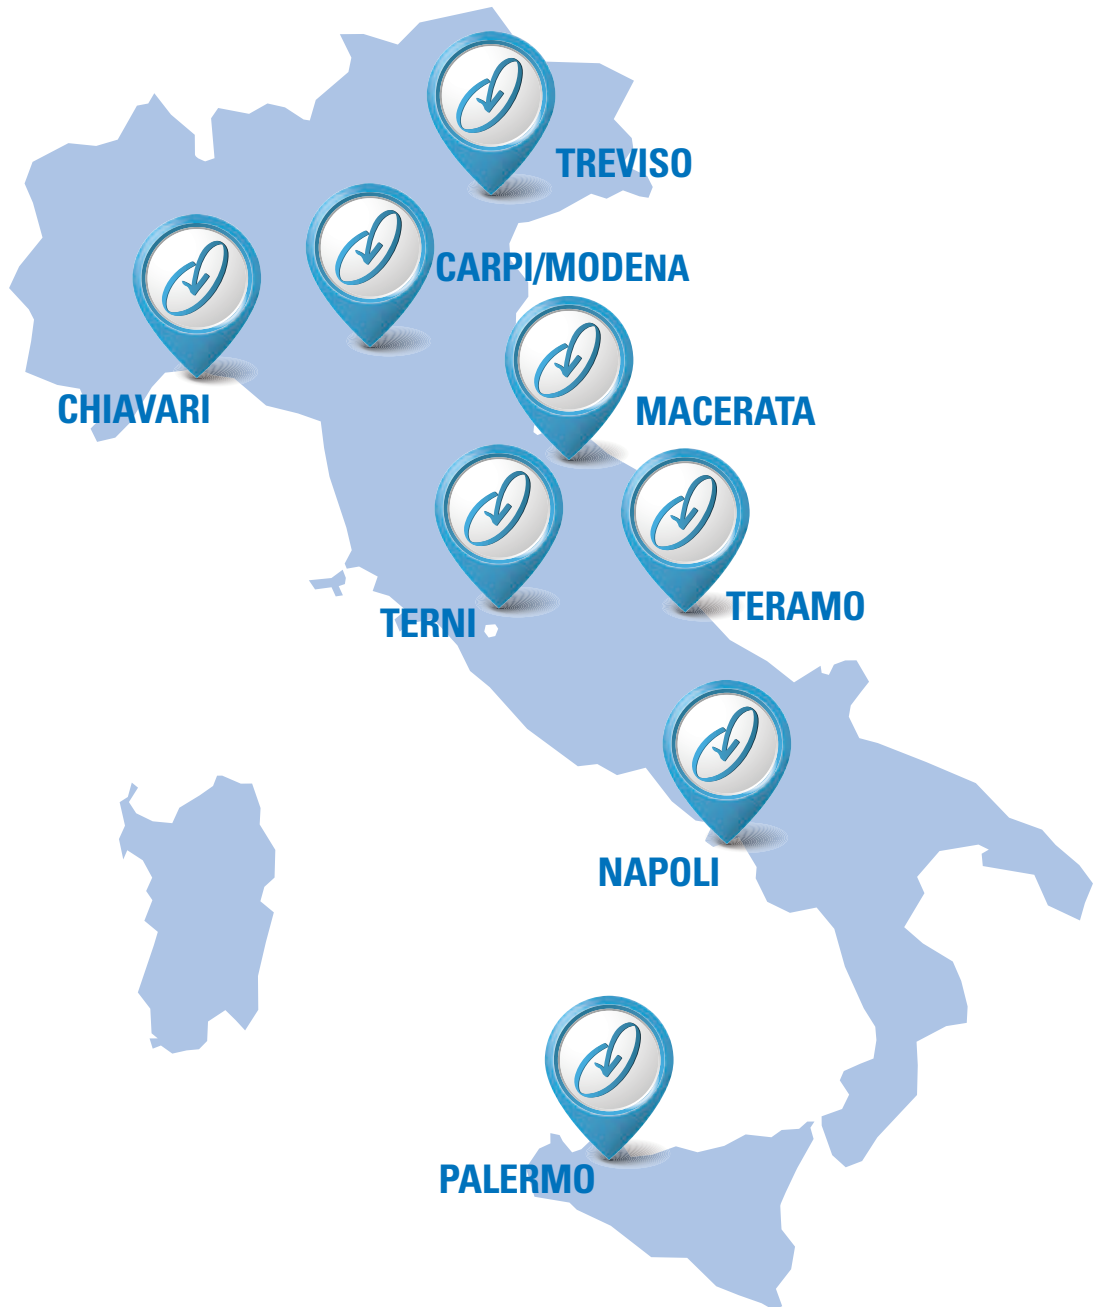 TREVISO
CARPI/MODENA
CHIAVARI
MACERATA
TERNI
TERAMO
NAPOLI
PALERMO